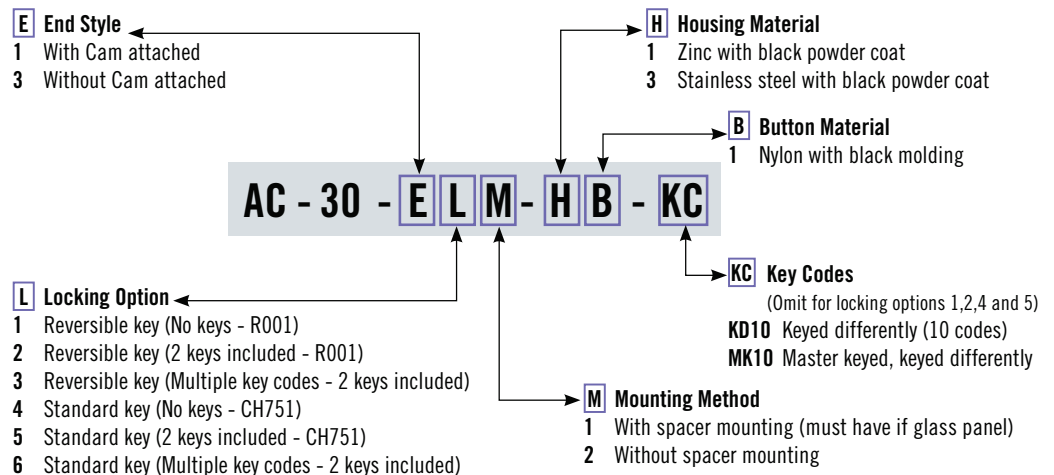 E End Style
1 With Cam attached
3 Without Cam attached
H Housing Material
1 Zinc with black powder coat
3 Stainless steel with black powder coat
B Button Material
1 Nylon with black molding
AC - 30 - E L M - H B - KC
L Locking Option
1 Reversible key (No keys - R001)
2 Reversible key (2 keys included - R001)
3 Reversible key (Multiple key codes - 2 keys included)
4 Standard key (No keys - CH751)
5 Standard key (2 keys included - CH751)
6 Standard key (Multiple key codes - 2 keys included)
KC Key Codes
(Omit for locking options 1,2,4 and 5)
KD10 Keyed differently (10 codes)
MK10 Master keyed, keyed differently
M Mounting Method
1 With spacer mounting (must have if glass panel)
2 Without spacer mounting